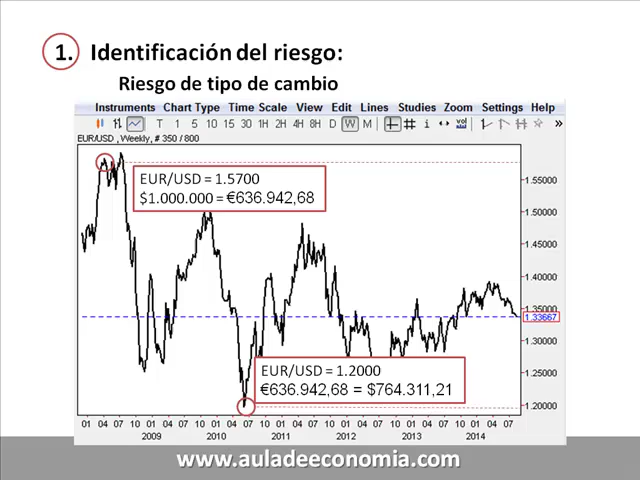 1. Identificación del riesgo:
Riesgo de tipo de cambio
Instruments Chart Type Time Scale View Edit Lines Studies Zoom Settings Help
T 1 5 10 15 30 1H 2H 4H 8H D W M i vol »
EUR/USD , Weekly, # 350 / 800
EUR/USD = 1.5700
$1.000.000 = €636.942,68
1.55000
1.50000
1.45000
1.40000
1.35000
1.33667
1.25000
1.20000
EUR/USD = 1.2000
€636.942,68 = $764.311,21
01 04 07 10 01 04 07 10 01 04 07 10 01 04 07 10 01 04 07 10 01 04 07 10 01 04 07
2009 2010 2011 2012 2013 2014
www.auladeeconomia.com